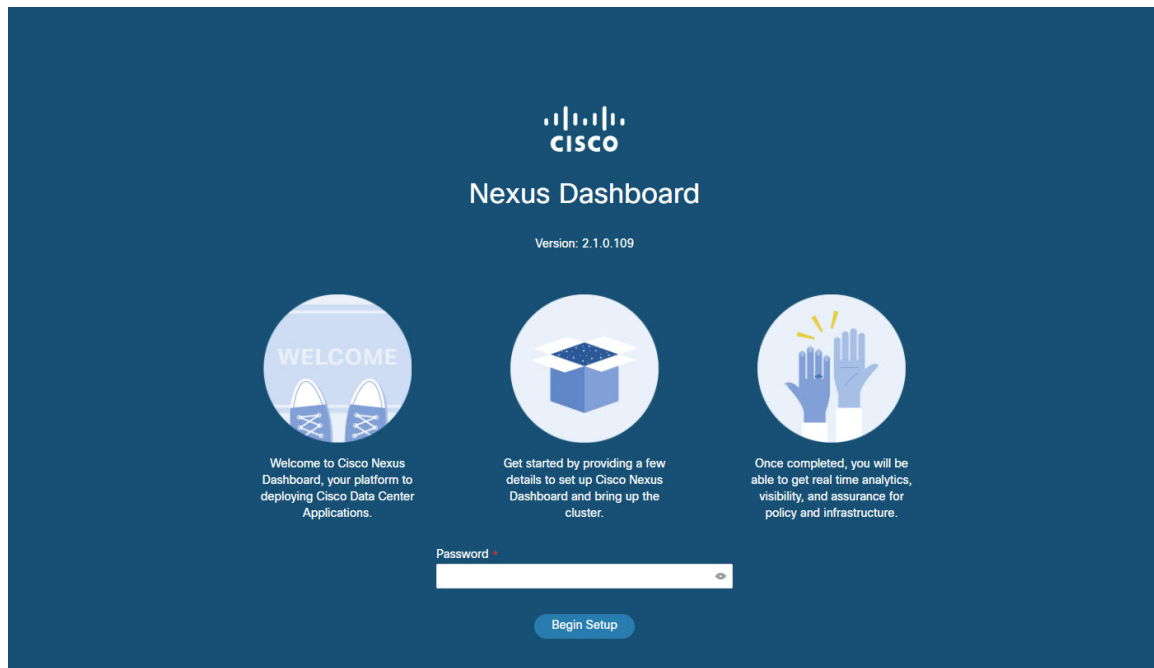 CISCO
Nexus Dashboard
Version: 2.1.0.109
WELCOME
Welcome to Cisco Nexus
Dashboard, your platform to
deploying Cisco Data Center
Applications.
Get started by providing a few
details to set up Cisco Nexus
Dashboard and bring up the
cluster.
Once completed, you will be
able to get real time analytics,
visibility, and assurance for
policy and infrastructure.
Password *
Begin Setup